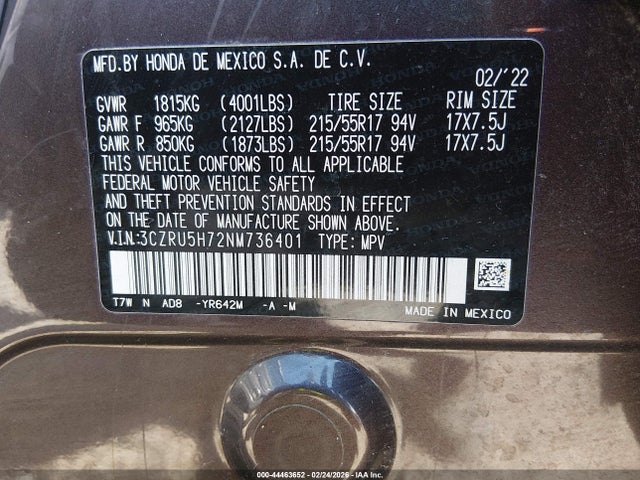 MFD.BY HONDA DE MEXICO S.A. DE C.V.
02/'22
GVWR 1815KG (4001LBS) TIRE SIZE RIM SIZE
GAWR F 965KG (2127LBS) 215/55R17 94V 17X7.5J
GAWR R 850KG (1873LBS) 215/55R17 94V 17X7.5J
THIS VEHICLE CONFORMS TO ALL APPLICABLE
FEDERAL MOTOR VEHICLE SAFETY
AND THEFT PREVENTION STANDARDS IN EFFECT
ON THE DATE OF MANUFACTURE SHOWN ABOVE.
V.I.N:3CZRU5H72NM736401 TYPE: MPV
T7W N AD8 -YR642M -A -M
MADE IN MEXICO
000-44463652 - 02/24/2026 - IAA Inc.